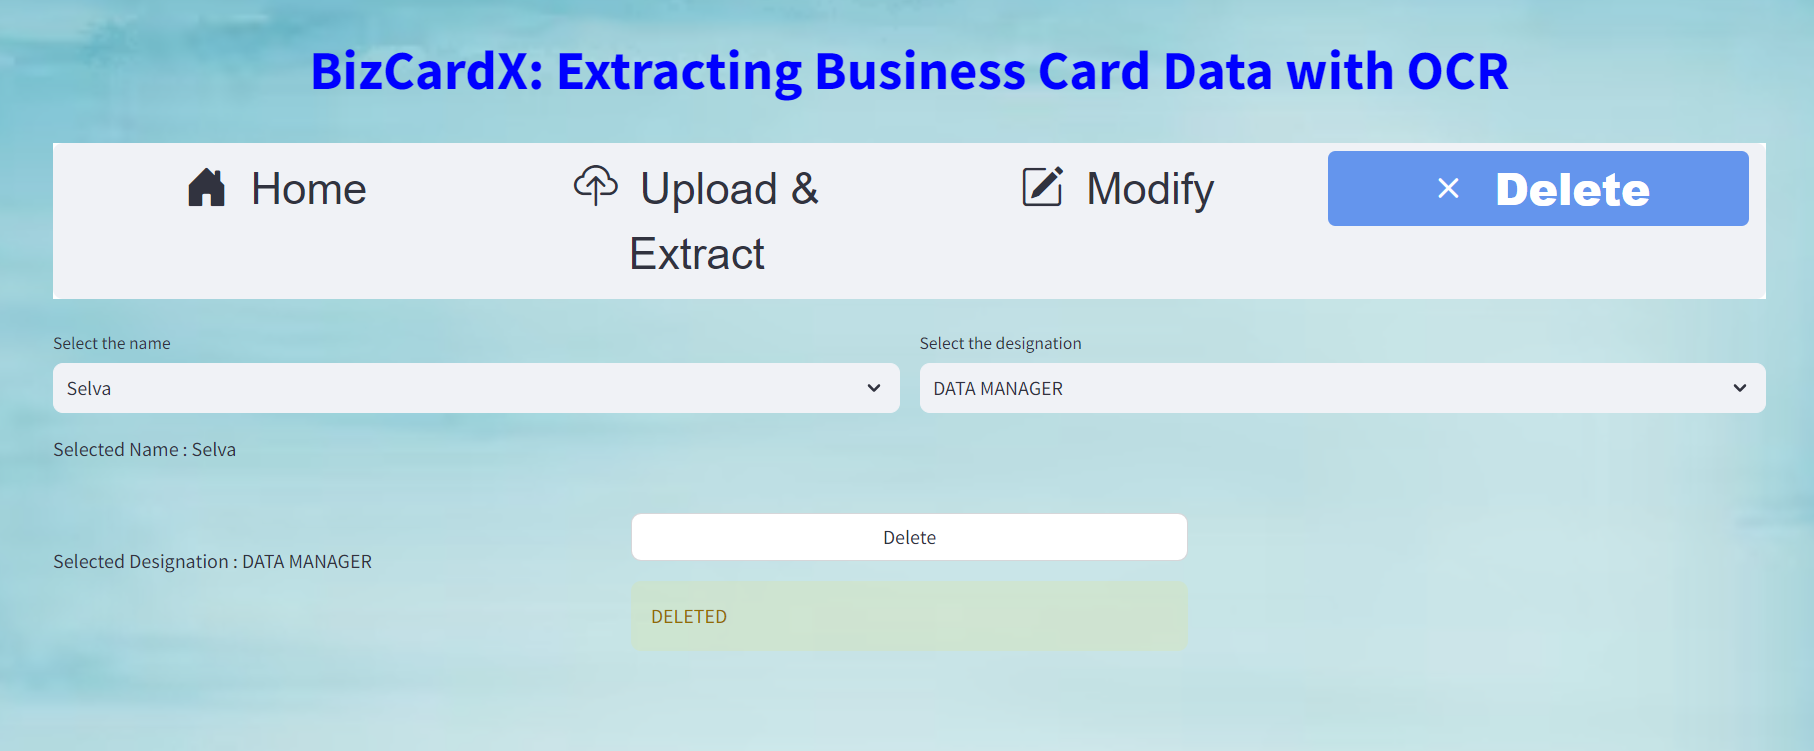 BizCardX: Extracting Business Card Data with OCR
Home
Upload &
Extract
Modify
Delete
Select the name
Select the designation
Selva
DATA MANAGER
Selected Name : Selva
Delete
Selected Designation : DATA MANAGER
DELETED